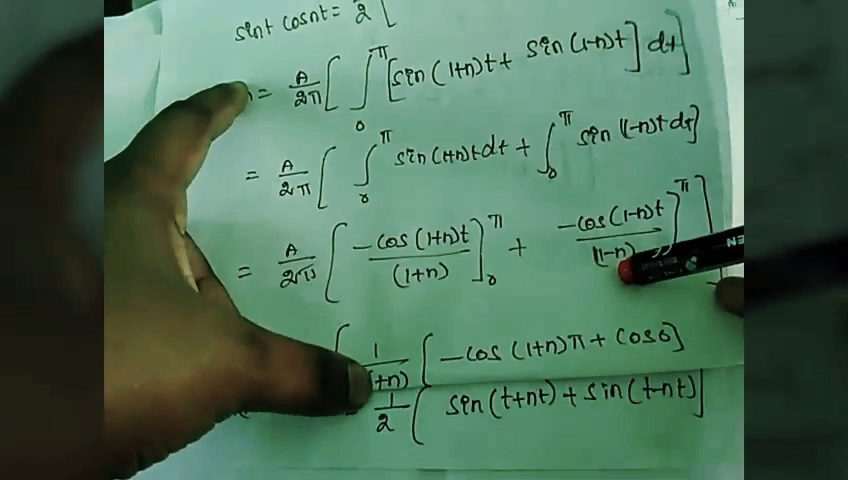 sint cosnt = 1/2 [
= A/2π [ ∫₀^π [sin (1+n)t + sin (1-n)t ] dt ]
= A/2π [ ∫₀^π sin (1+n)t dt + ∫₀^π sin (1-n)t dt ]
= A/2π [ -cos (1+n)t / (1+n) ]₀^π + -cos (1-n)t / (1-n) ]^π ]
[ 1/(1+n) [ -cos (1+n)π + cos0 ]
= 1/2 [ sin (t+nt) + sin (t-nt) ]